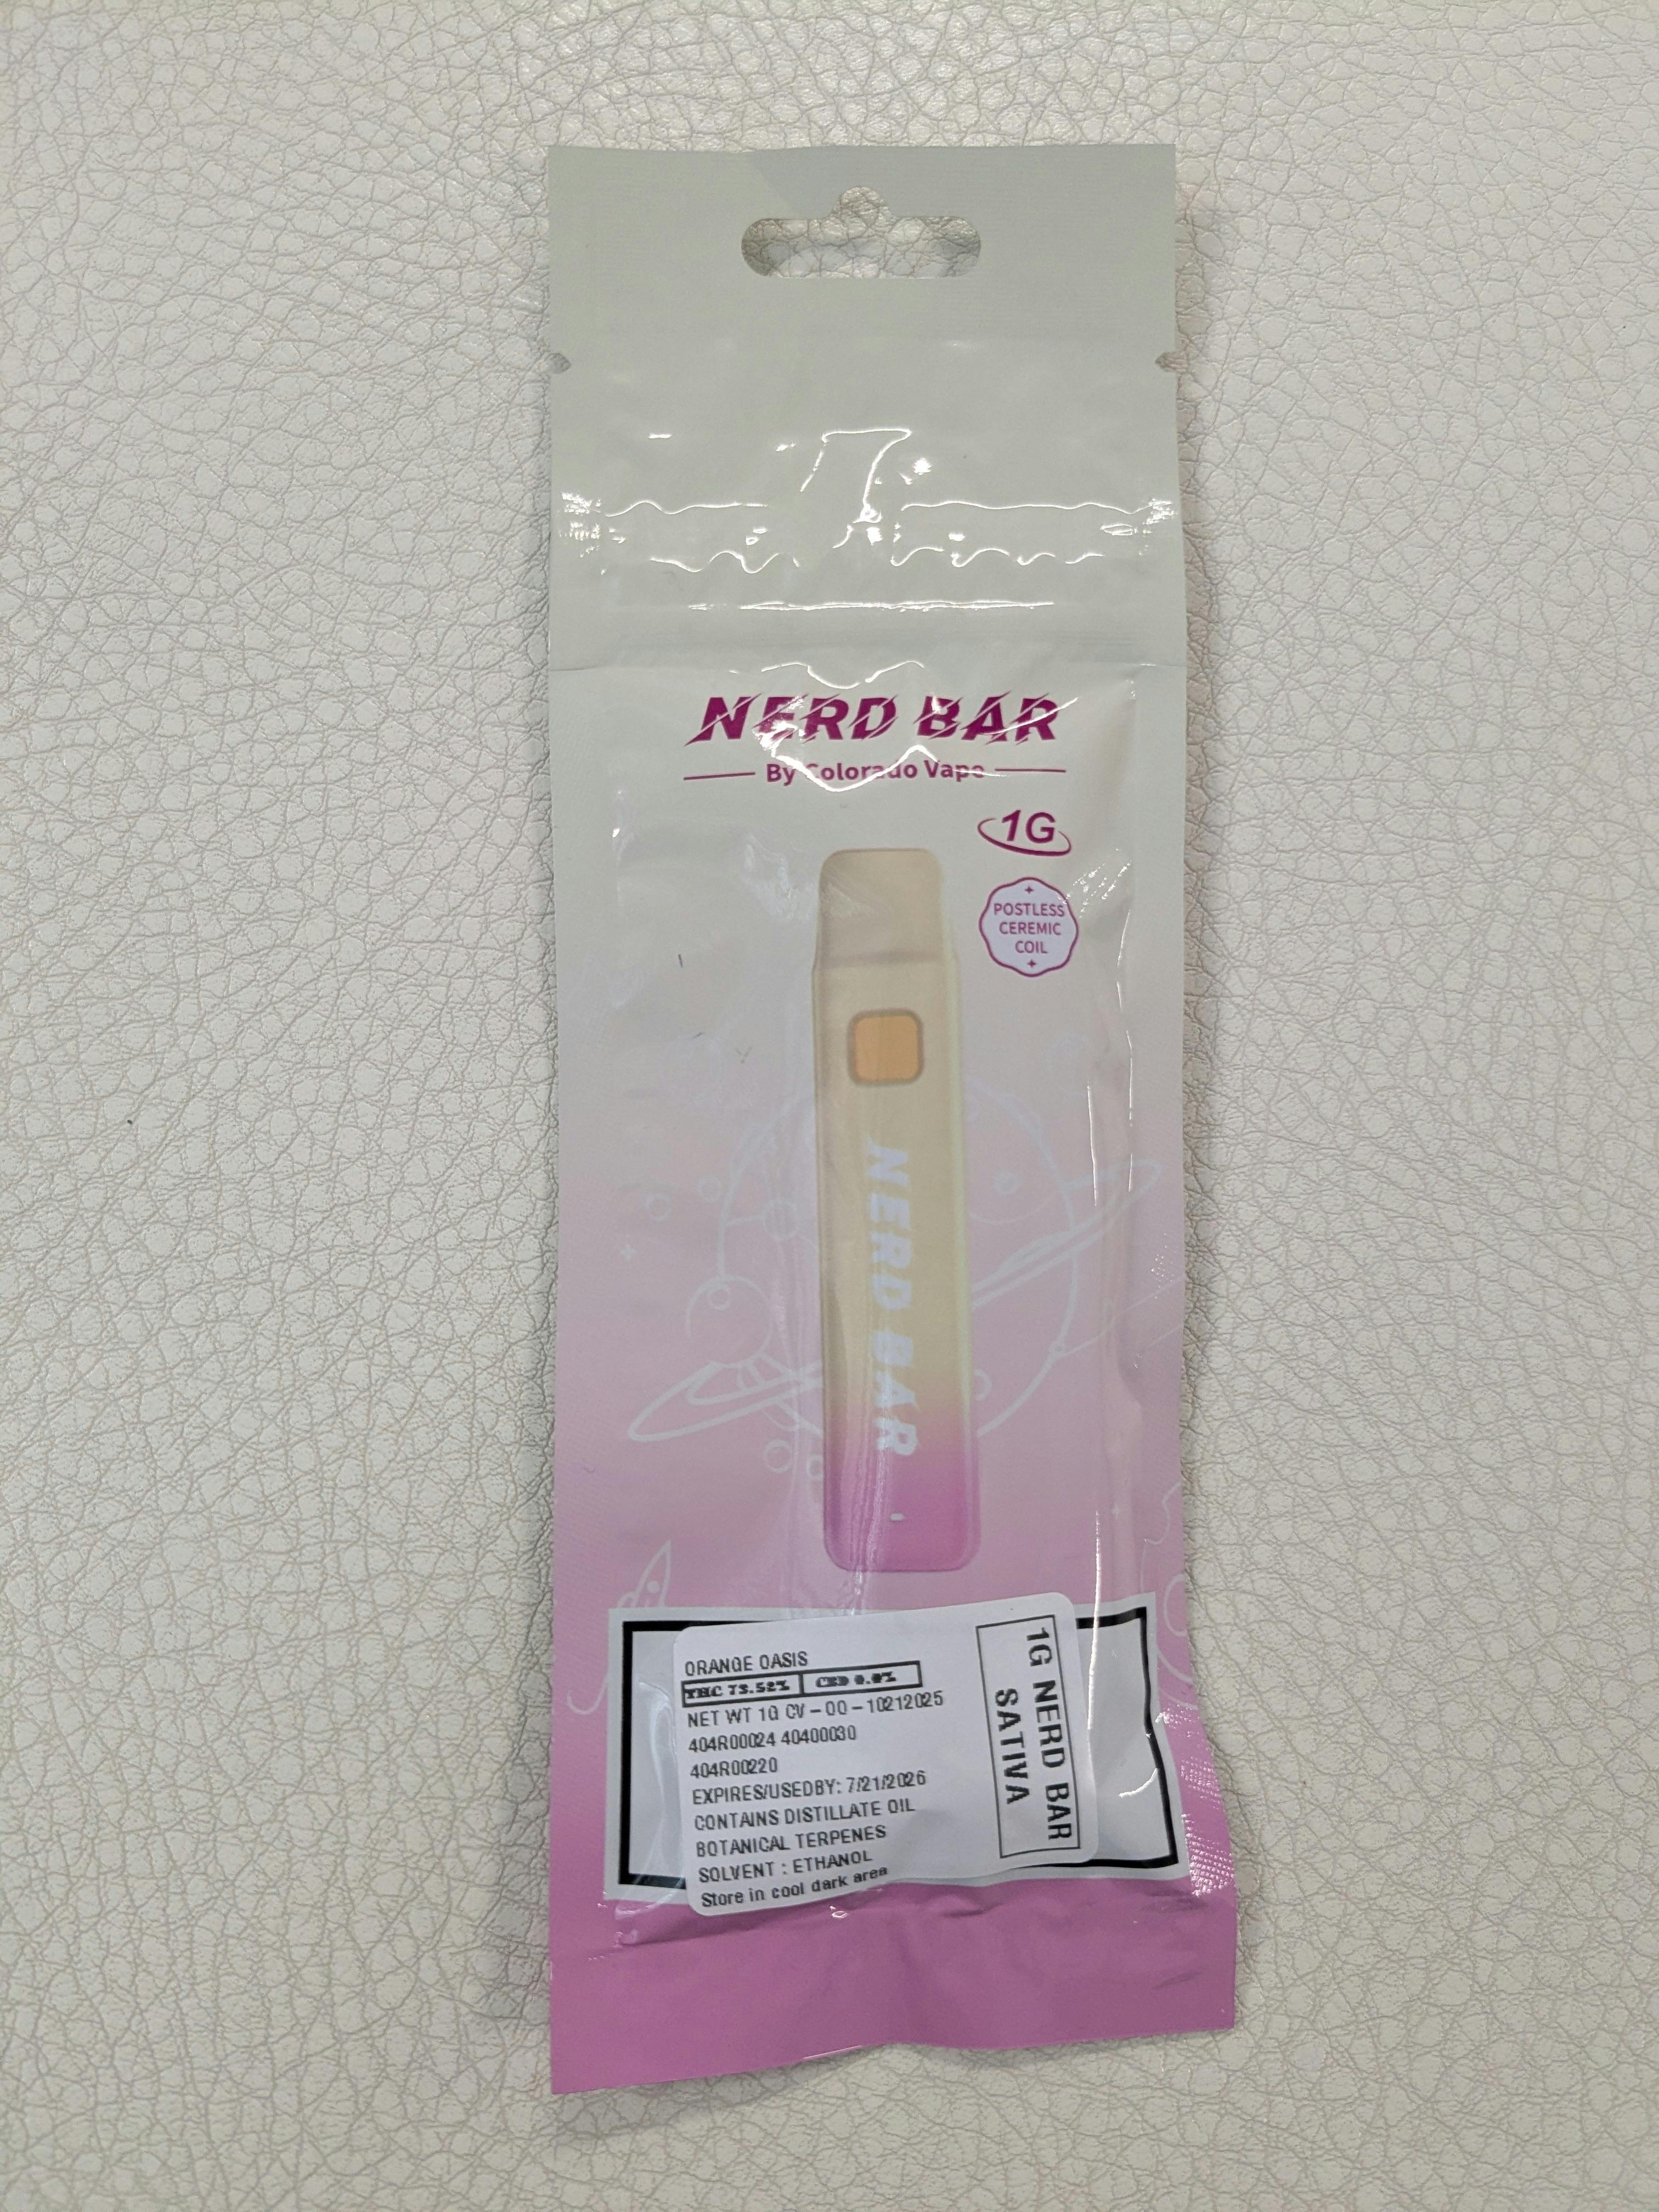 NERD BAR
By Colorado Vape
1G
POSTLESS
CEREMIC
COIL
NERD BAR
ORANGE OASIS
THC 73.52% CBD 0.0%
NET WT 1G CV-OO-10212025
404R00024 40400030
404R00220
EXPIRES/USEDBY: 7/21/2026
CONTAINS DISTILLATE OIL
BOTANICAL TERPENES
SOLVENT : ETHANOL
Store in cool dark area
1G NERD BAR
SATIVA